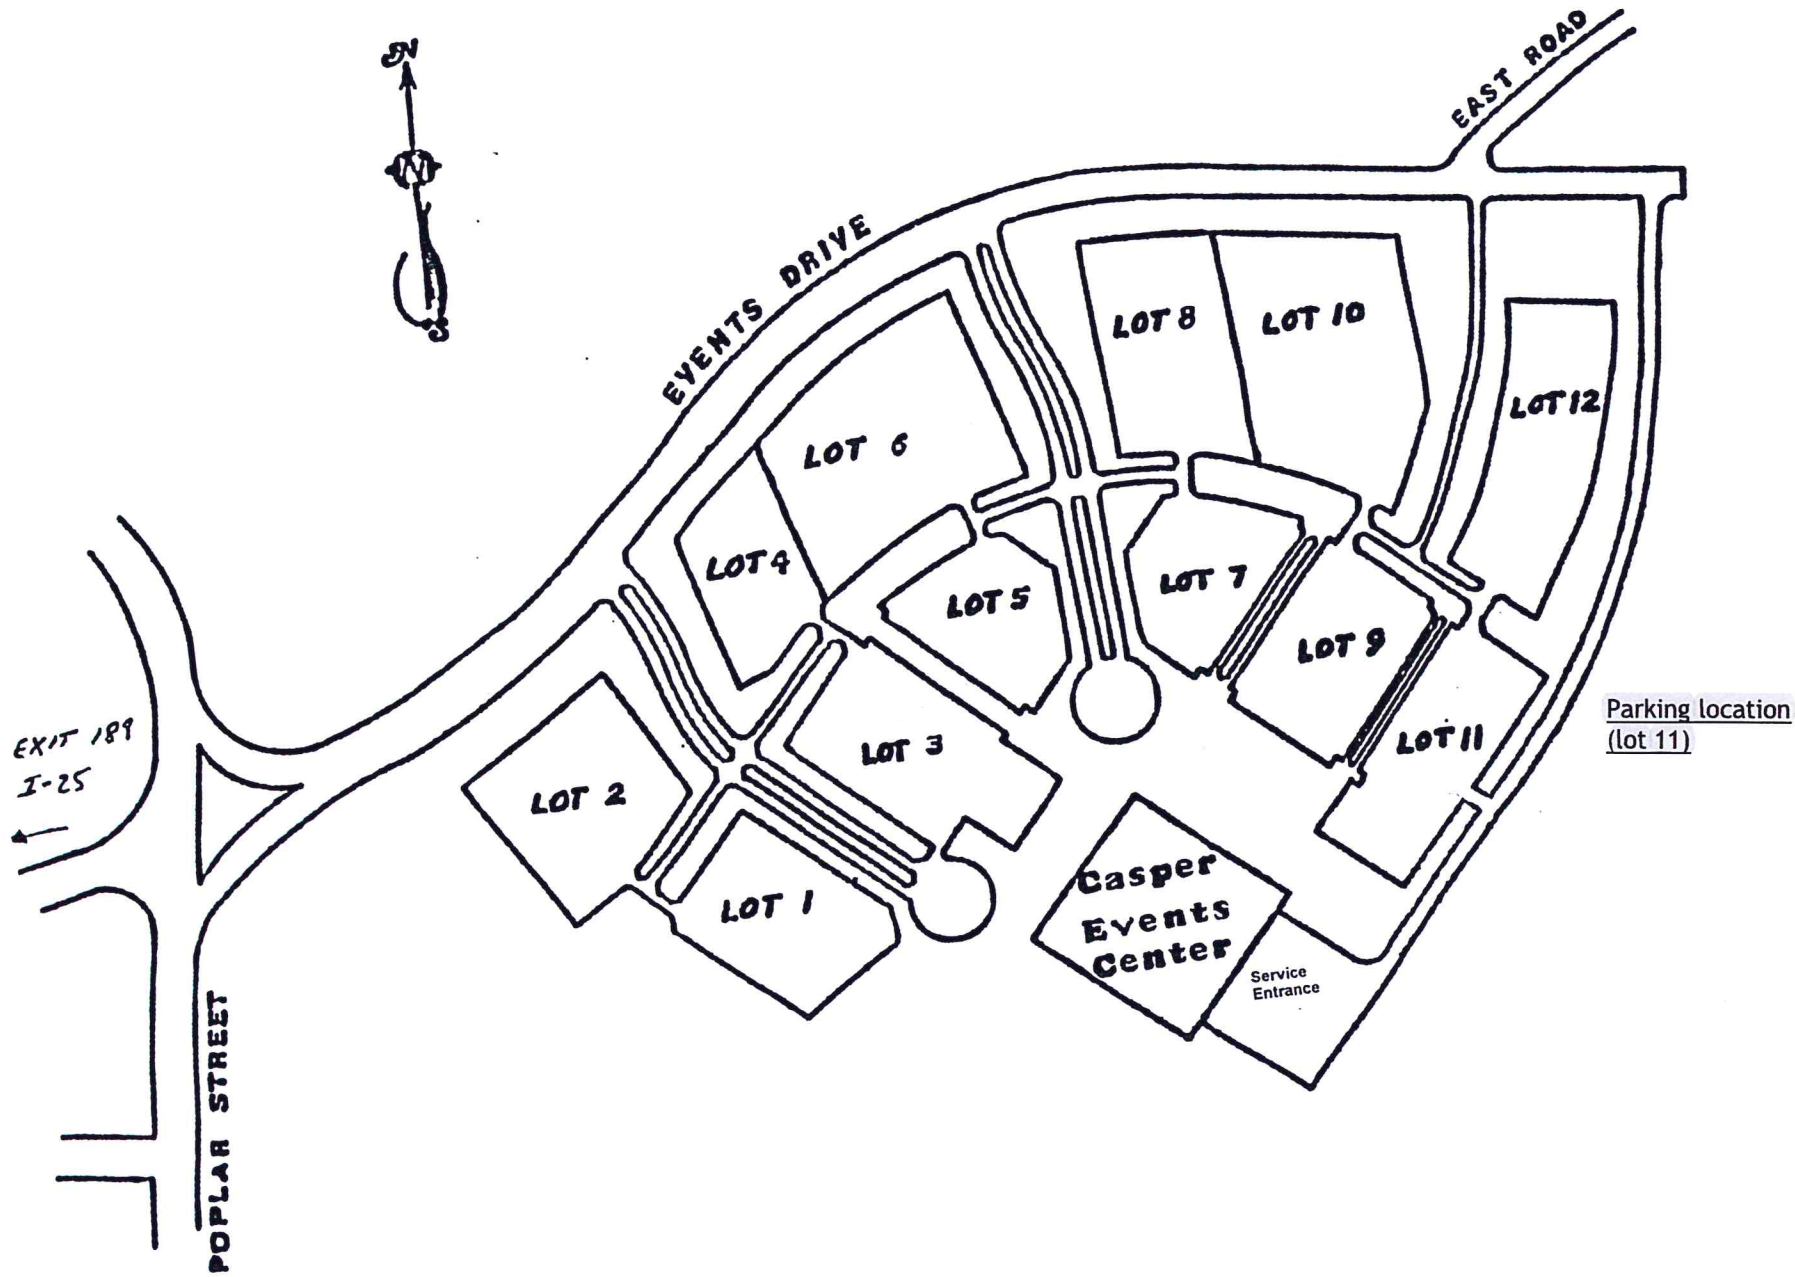 N
S
EAST ROAD
EVENTS DRIVE
LOT 8
LOT 10
LOT 12
LOT 6
LOT 4
LOT 5
LOT 7
LOT 9
LOT 11
Parking location
(lot 11)
EXIT 189
I-25
LOT 3
LOT 2
LOT 1
Casper
Events
Center
Service
Entrance
POPLAR STREET